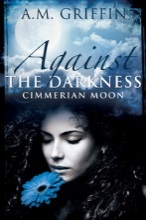 A.M. GRIFFIN
Against
THE DARKNESS
CIMMERIAN MOON